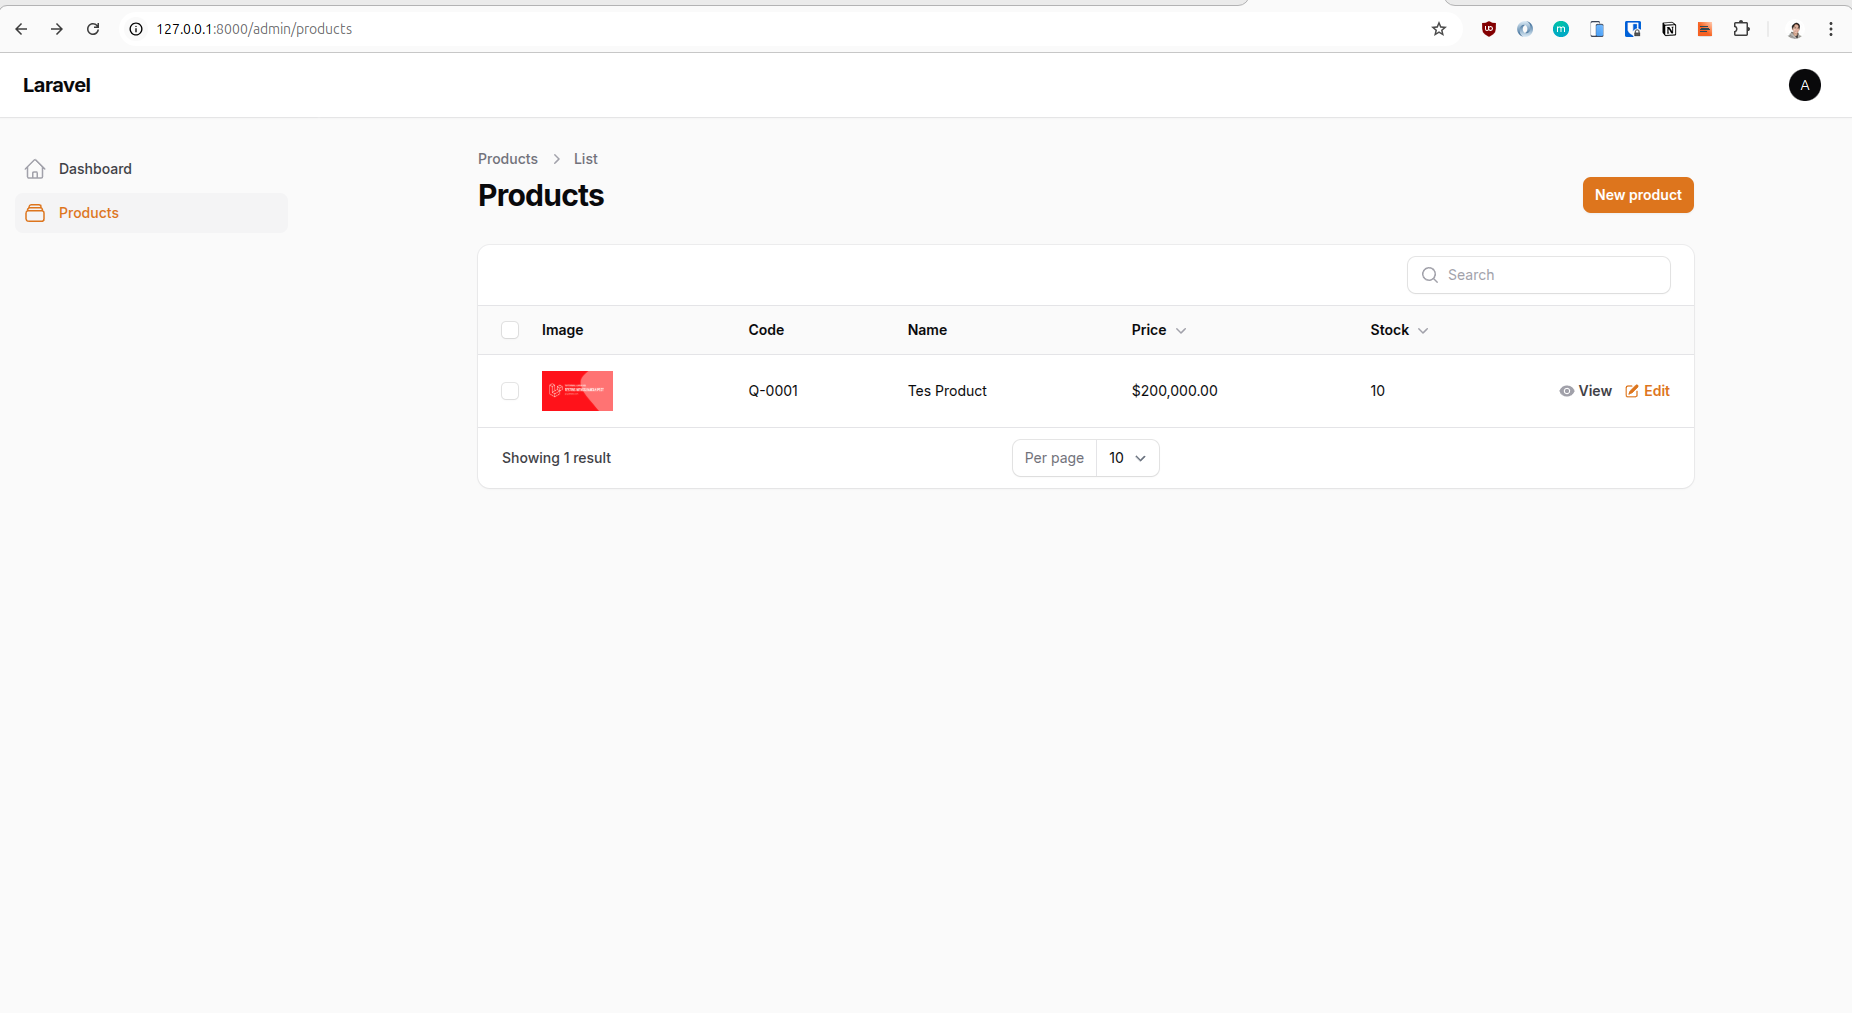 127.0.0.1:8000/admin/products
Laravel
A
Dashboard
Products
Products > List
Products
New product
Search
Image Code Name Price Stock
Q-0001 Tes Product $200,000.00 10 View Edit
Showing 1 result
Per page 10